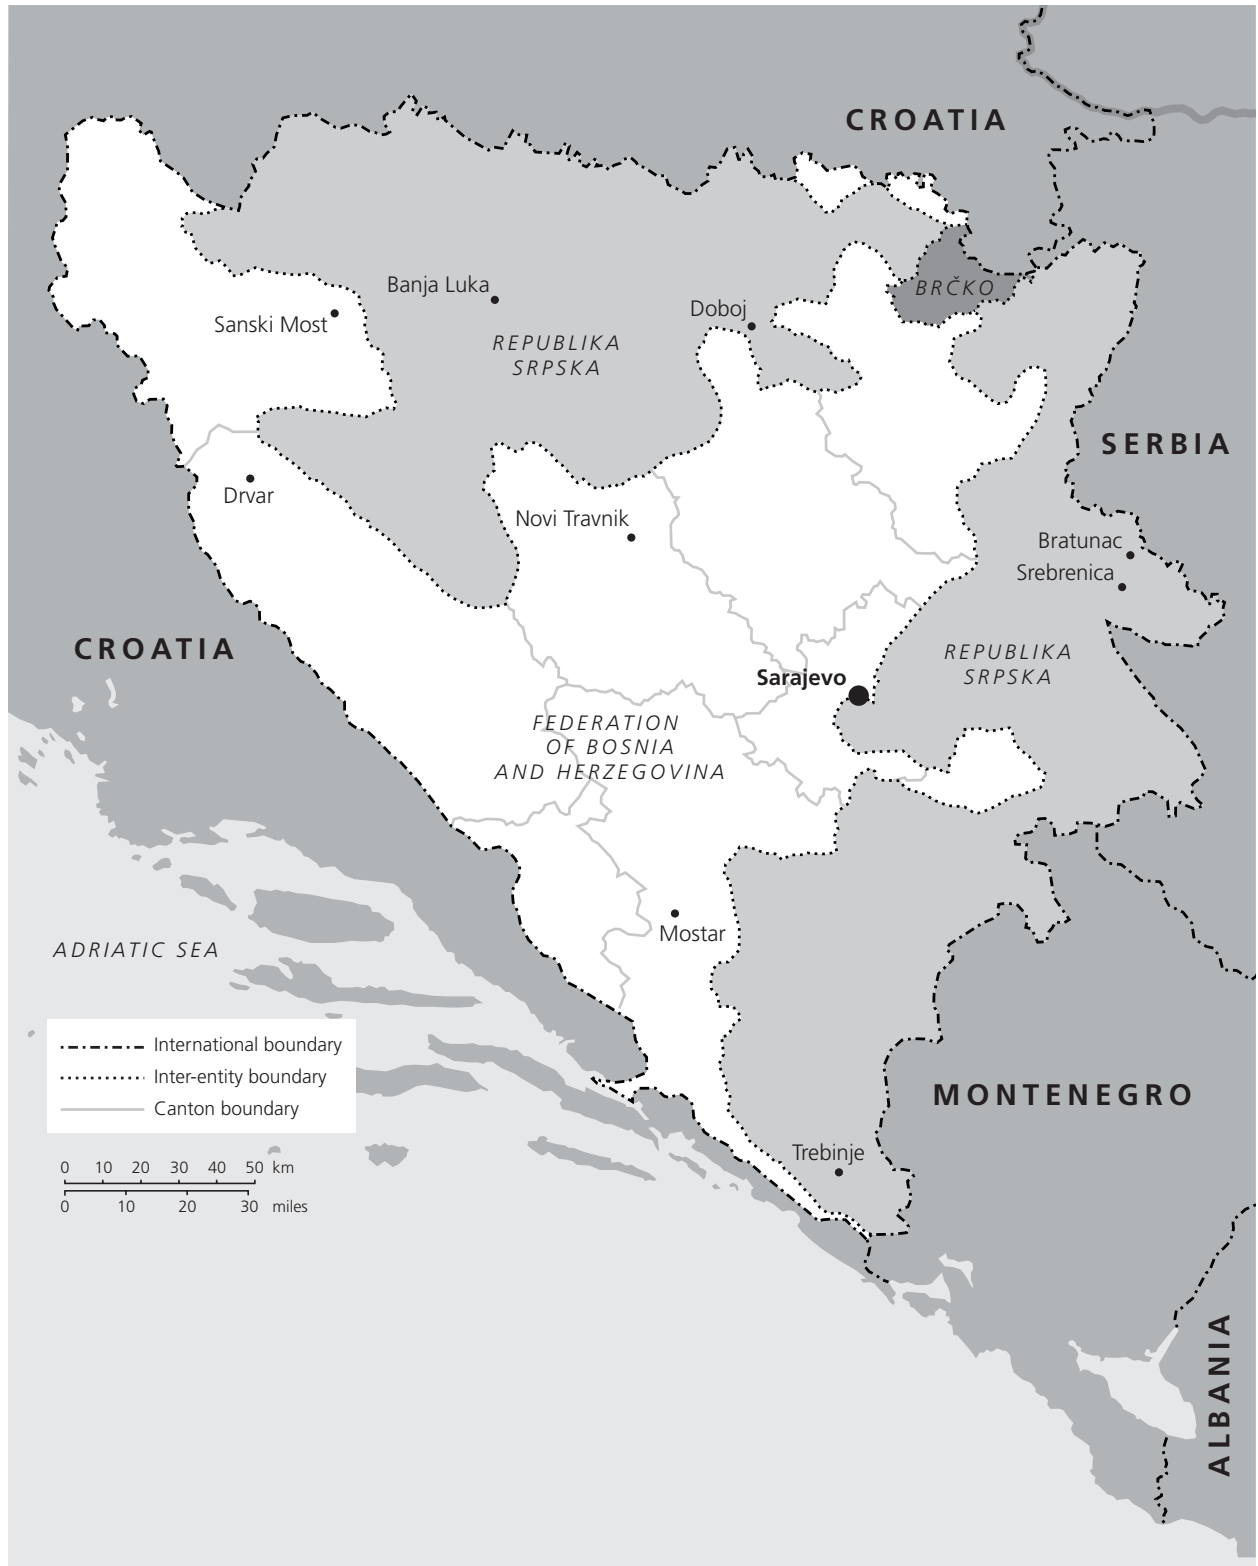 CROATIA
Banja Luka
BRČKO
Doboj
Sanski Most
REPUBLIKA
SRPSKA
SERBIA
Drvar
Novi Travnik
Bratunac
Srebrenica
CROATIA
REPUBLIKA
SRPSKA
Sarajevo
FEDERATION
OF BOSNIA
AND HERZEGOVINA
Mostar
ADRIATIC SEA
International boundary
Inter-entity boundary
Canton boundary
MONTENEGRO
Trebinje
0 10 20 30 40 50 km
0 10 20 30 miles
ALBANIA